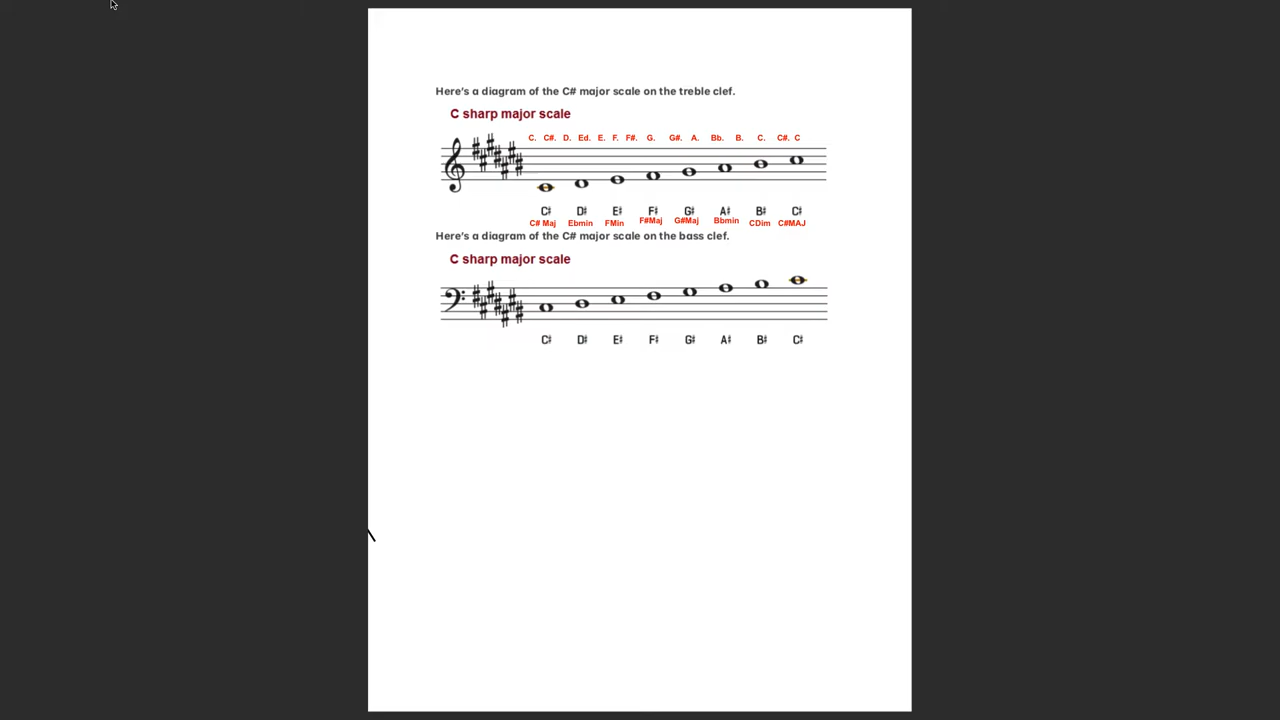 Here's a diagram of the C# major scale on the treble clef.
C sharp major scale
C. C#. D. Ed. E. F. F#. G. G#. A. Bb. B. C. C#. C
C♯ D♯ E♯ F♯ G♯ A♯ B♯ C♯
C# Maj Ebmin FMin F#Maj G#Maj Bbmin CDim C#MAJ
Here's a diagram of the C# major scale on the bass clef.
C sharp major scale
C♯ D♯ E♯ F♯ G♯ A♯ B♯ C♯